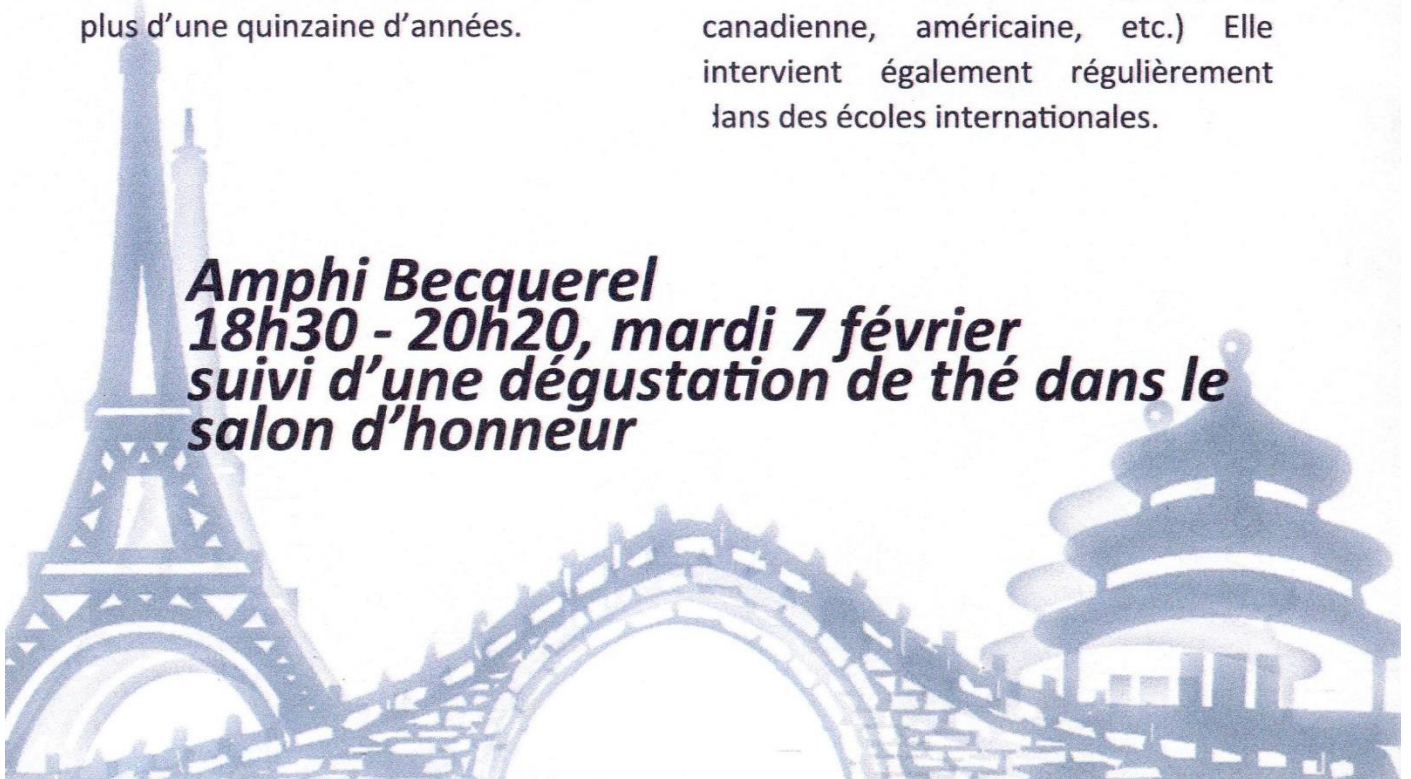 plus d'une quinzaine d'années.
canadienne, américaine, etc.) Elle
intervient également régulièrement
dans des écoles internationales.
Amphi Becquerel
18h30 - 20h20, mardi 7 février
suivi d'une dégustation de thé dans le
salon d'honneur